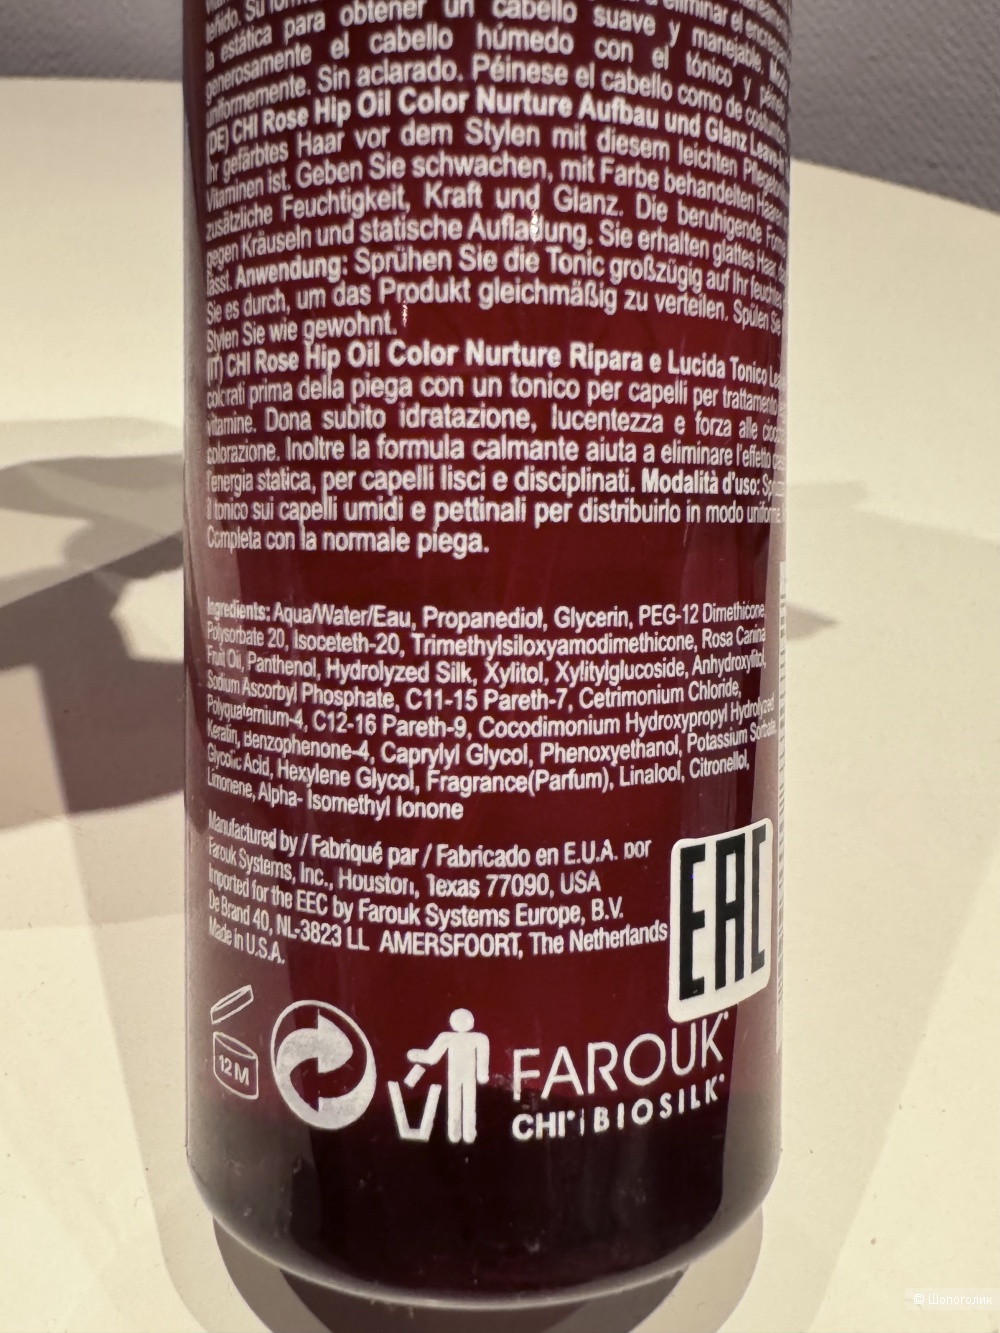 eliminar el
teñido. Su
la estática para obtener un cabello suave y manejable.
generosamente el cabello húmedo con el tónico y péinelo
uniformemente. Sin aclarado. Péinese el cabello como de costumbre
(DE) CHI Rose Hip Oil Color Nurture Aufbau und Glanz Leave-In
Ihr gefärbtes Haar vor dem Stylen mit diesem leichten
Vitaminen ist. Geben Sie schwachen, mit Farbe behandelten Haaren
zusätzliche Feuchtigkeit, Kraft und Glanz. Die beruhigende
gegen Kräuseln und statische Aufladung. Sie erhalten glattes Haar,
lässt. Anwendung: Sprühen Sie die Tonic großzügig auf Ihr feuchtes
Sie es durch, um das Produkt gleichmäßig zu verteilen. Spülen Sie
Stylen Sie wie gewohnt.
(IT) CHI Rose Hip Oil Color Nurture Ripara e Lucida Tonico
colorati prima della piega con un tonico per capelli per trattamento
vitamine. Dona subito idratazione, lucentezza e forza alle
colorazione. Inoltre la formula calmante aiuta a eliminare l'effetto
l'energia statica, per capelli lisci e disciplinati. Modalità d'uso:
il tonico sui capelli umidi e pettinali per distribuirlo in modo uniforme.
Completa con la normale piega.
Ingredients: Aqua/Water/Eau, Propanediol, Glycerin, PEG-12 Dimethicone,
Polysorbate 20, Isoceteth-20, Trimethylsiloxyamodimethicone, Rosa Canina
Fruit Oil, Panthenol, Hydrolyzed Silk, Xylitol, Xylitylglucoside, Anhydroxylitol,
Sodium Ascorbyl Phosphate, C11-15 Pareth-7, Cetrimonium Chloride,
Polyquaternium-4, C12-16 Pareth-9, Cocodimonium Hydroxypropyl Hydrolyzed
Keratin, Benzophenone-4, Caprylyl Glycol, Phenoxyethanol, Potassium Sorbate,
Glycolic Acid, Hexylene Glycol, Fragrance(Parfum), Linalool, Citronellol,
Limonene, Alpha- Isomethyl Ionone
Manufactured by / Fabriqué par / Fabricado en E.U.A. por
Farouk Systems, Inc., Houston, Texas 77090, USA
Imported for the EEC by Farouk Systems Europe, B.V.
De Brand 40, NL-3823 LL AMERSFOORT, The Netherlands
Made in U.S.A.
EAC
12 M
FAROUK
CHI | BIOSILK
© Шопоголик